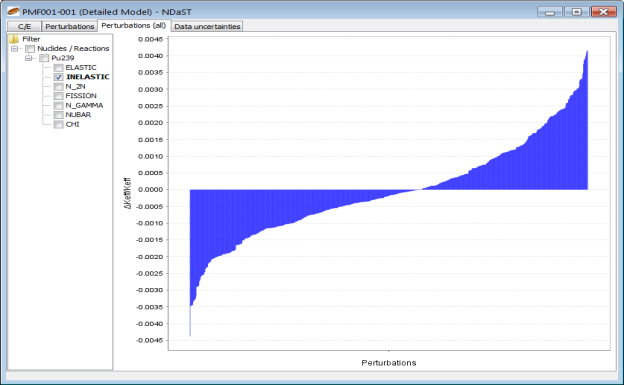 PMF001-001 (Detailed Model) - NDaST
C/E Perturbations Perturbations (all) Data uncertainties
Filter
Nuclides / Reactions
Pu239
ELASTIC
INELASTIC
N_2N
FISSION
N_GAMMA
NUBAR
CHI
ΔKeff/Keff
0.0045
0.0040
0.0035
0.0030
0.0025
0.0020
0.0015
0.0010
0.0005
0.0000
-0.0005
-0.0010
-0.0015
-0.0020
-0.0025
-0.0030
-0.0035
-0.0040
-0.0045
Perturbations